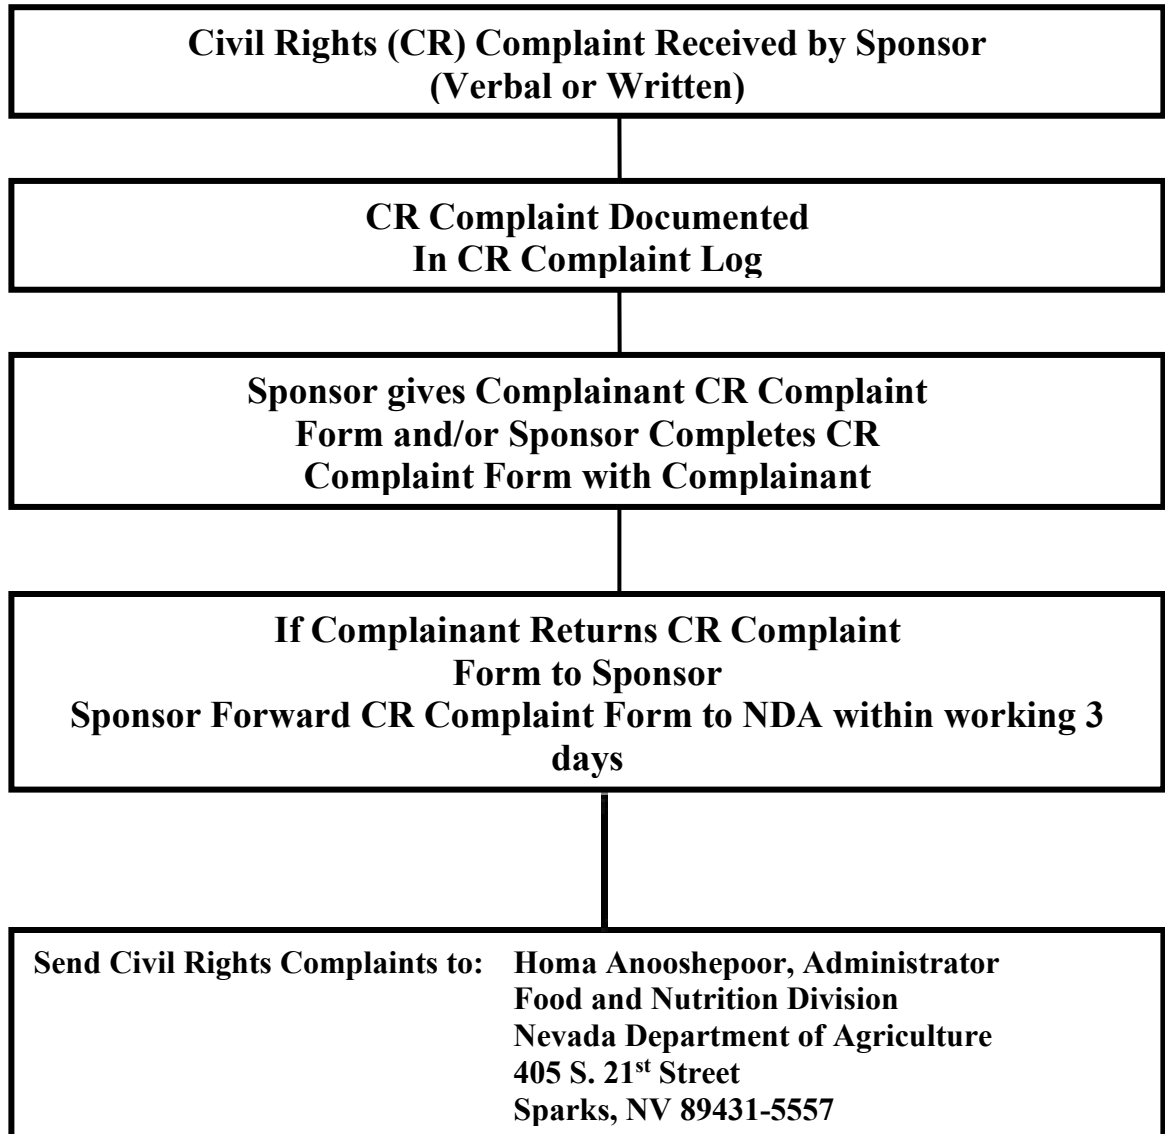 Civil Rights (CR) Complaint Received by Sponsor
(Verbal or Written)
CR Complaint Documented
In CR Complaint Log
Sponsor gives Complainant CR Complaint
Form and/or Sponsor Completes CR
Complaint Form with Complainant
If Complainant Returns CR Complaint
Form to Sponsor
Sponsor Forward CR Complaint Form to NDA within working 3
days
Send Civil Rights Complaints to: Homa Anooshepoor, Administrator
Food and Nutrition Division
Nevada Department of Agriculture
405 S. 21st Street
Sparks, NV 89431-5557